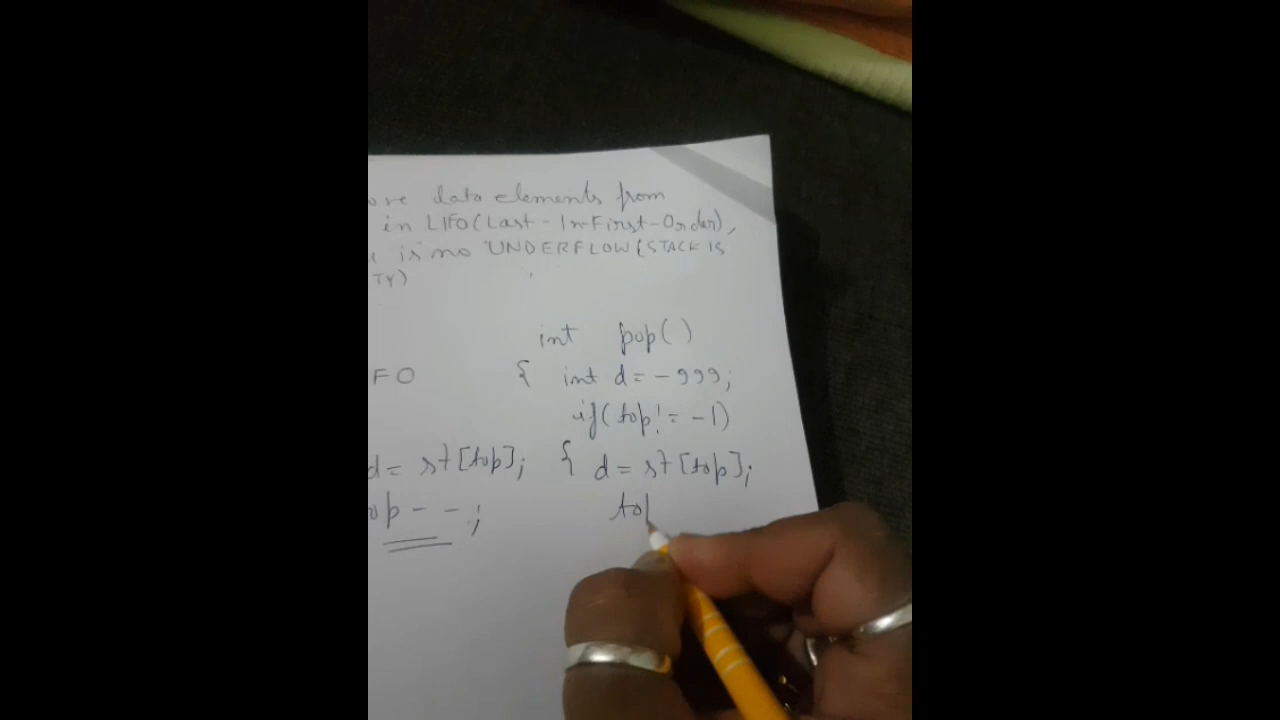 data elements from
in LIFO(Last-In-First-Order),
is no UNDERFLOW(STACK IS
TY)
int pop()
FO { int d=-999;
if(top!=-1)
d= st[top]; { d= st[top];
op--; top